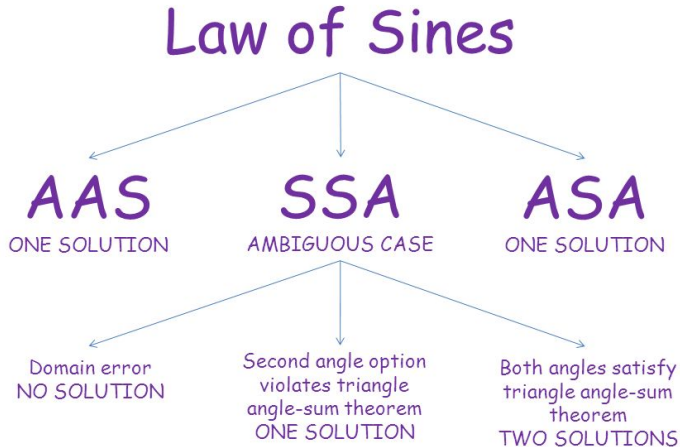 Law of Sines
AAS
ONE SOLUTION
SSA
AMBIGUOUS CASE
ASA
ONE SOLUTION
Domain error
NO SOLUTION
Second angle option
violates triangle
angle-sum theorem
ONE SOLUTION
Both angles satisfy
triangle angle-sum
theorem
TWO SOLUTIONS